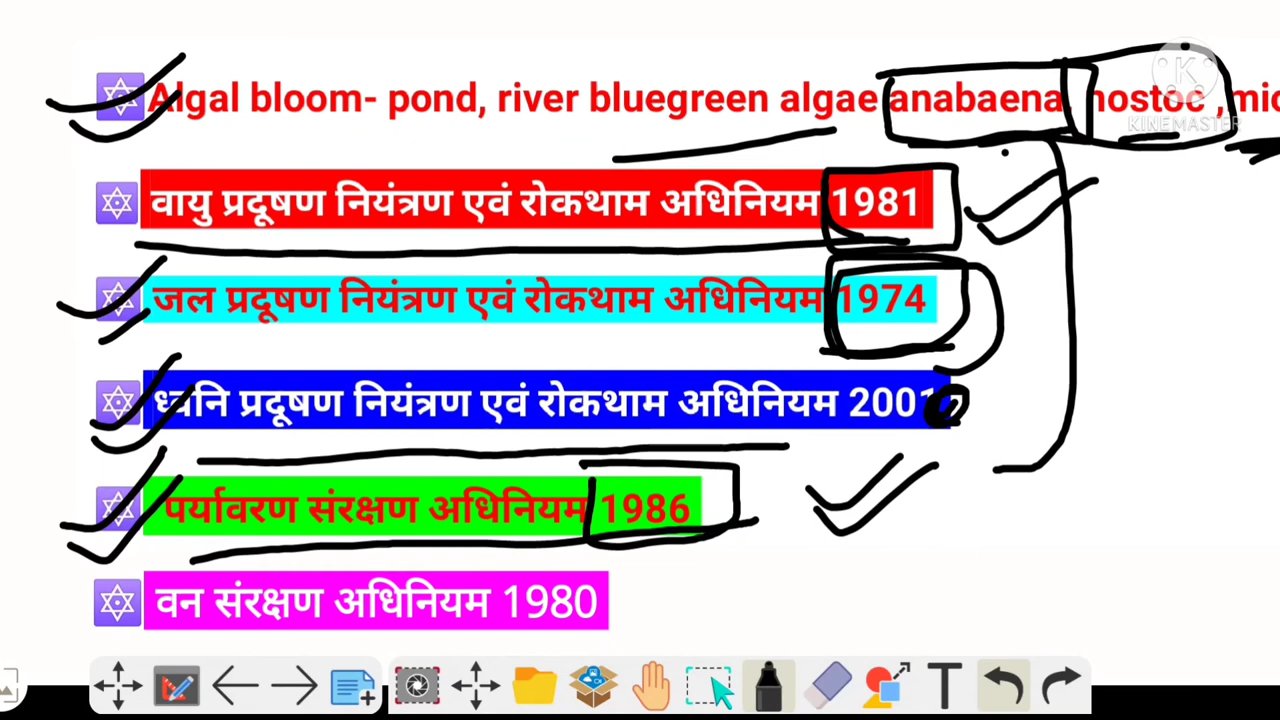 Algal bloom- pond, river bluegreen algae anabaena, nostoc ,mic
KINEMASTER
वायु प्रदूषण नियंत्रण एवं रोकथाम अधिनियम 1981
जल प्रदूषण नियंत्रण एवं रोकथाम अधिनियम 1974
ध्वनि प्रदूषण नियंत्रण एवं रोकथाम अधिनियम
पर्यावरण संरक्षण अधिनियम 1986
वन संरक्षण अधिनियम 1980